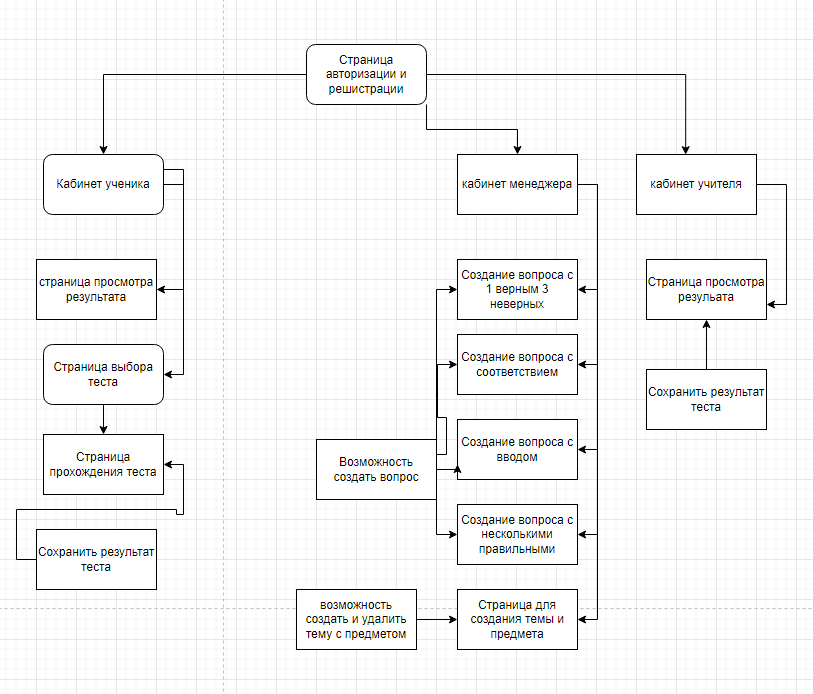 Страница
авторизации и
решистрации
Кабинет ученика
кабинет менеджера
кабинет учителя
страница просмотра
результата
Создание вопроса с
1 верным 3
неверных
Страница просмотра
резульата
Страница выбора
теста
Создание вопроса с
соответствием
Сохранить результат
теста
Страница
прохождения теста
Возможность
создать вопрос
Создание вопроса с
вводом
Сохранить результат
теста
Создание вопроса с
несколькими
правильными
возможность
создать и удалить
тему с предметом
Страница для
создания темы и
предмета